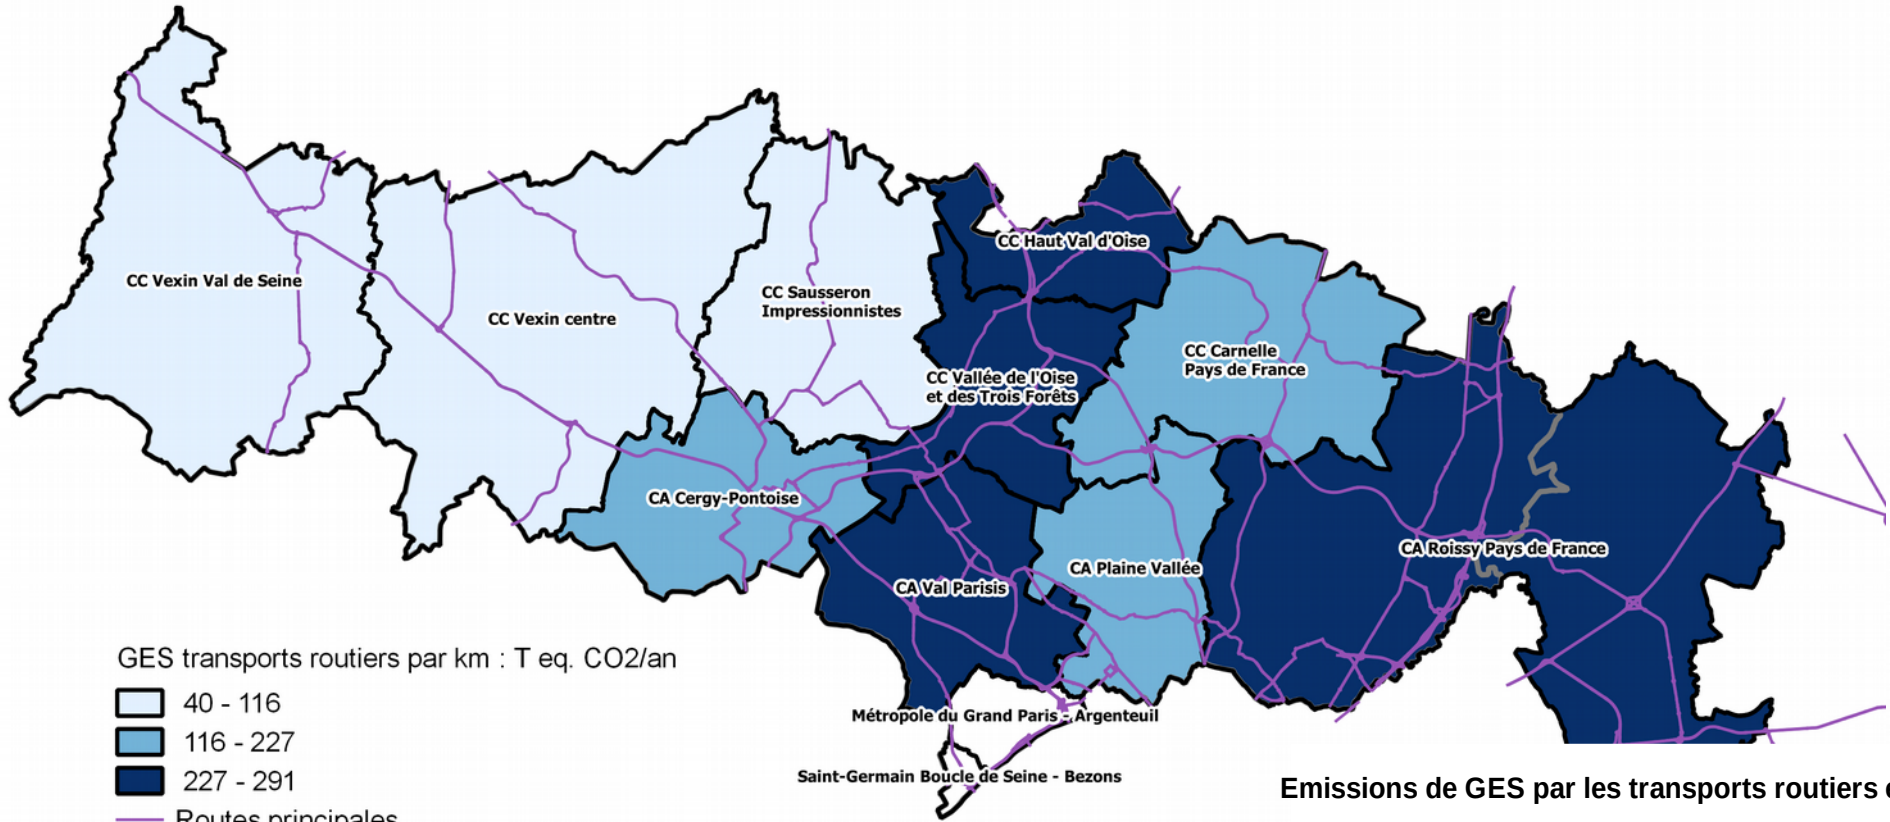 CC Haut Val d'Oise
CC Vexin Val de Seine
CC Vexin centre
CC Sausseron
Impressionnistes
CC Carnelle
Pays de France
CC Vallée de l'Oise
et des Trois Forêts
CA Cergy-Pontoise
CA Roissy Pays de France
CA Plaine Vallée
CA Val Parisis
GES transports routiers par km : T eq. CO2/an
40 - 116
116 - 227
227 - 291
Routes principales
Métropole du Grand Paris - Argenteuil
Saint-Germain Boucle de Seine - Bezons
Emissions de GES par les transports routiers